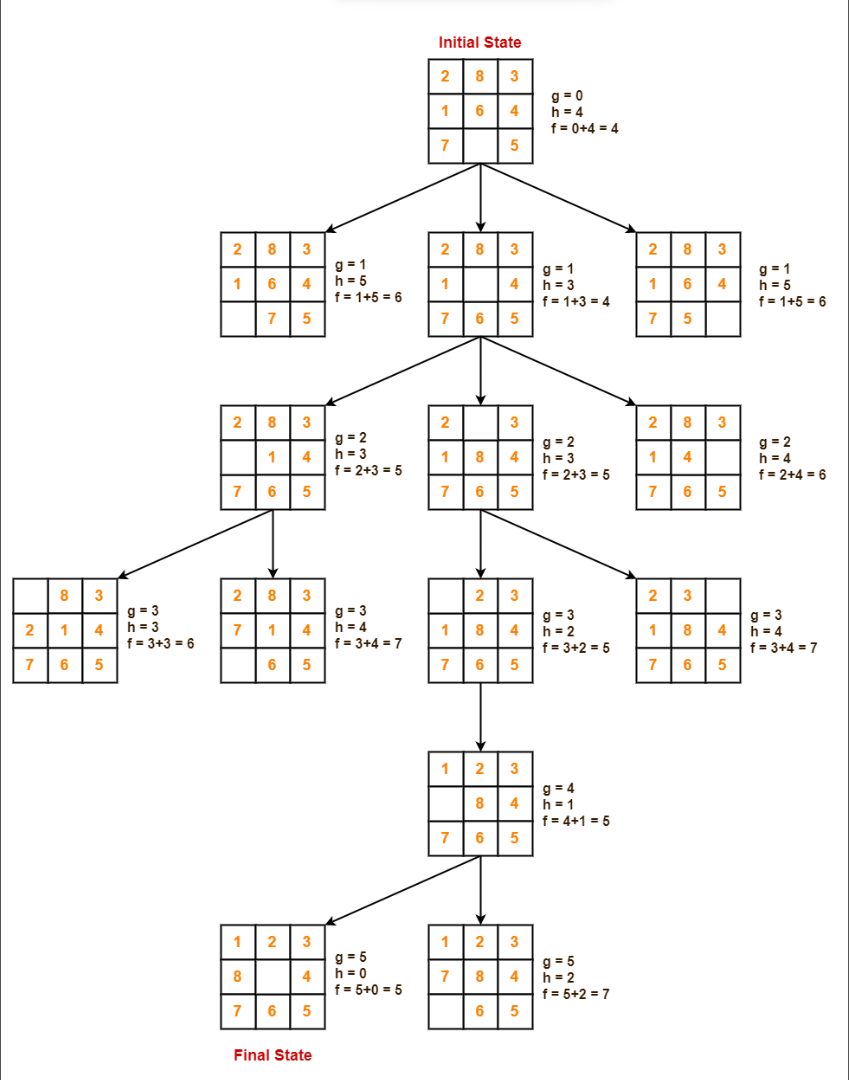 Initial State
2 8 3
1 6 4
7 5
g = 0
h = 4
f = 0+4 = 4
2 8 3
1 6 4
7 5
g = 1
h = 5
f = 1+5 = 6
2 8 3
1 4
7 6 5
g = 1
h = 3
f = 1+3 = 4
2 8 3
1 6 4
7 5
g = 1
h = 5
f = 1+5 = 6
2 8 3
1 4
7 6 5
g = 2
h = 3
f = 2+3 = 5
2 3
1 8 4
7 6 5
g = 2
h = 3
f = 2+3 = 5
2 8 3
1 4
7 6 5
g = 2
h = 4
f = 2+4 = 6
8 3
2 1 4
7 6 5
g = 3
h = 3
f = 3+3 = 6
2 8 3
7 1 4
6 5
g = 3
h = 4
f = 3+4 = 7
2 3
1 8 4
7 6 5
g = 3
h = 2
f = 3+2 = 5
2 3
1 8 4
7 6 5
g = 3
h = 4
f = 3+4 = 7
1 2 3
8 4
7 6 5
g = 4
h = 1
f = 4+1 = 5
1 2 3
8 4
7 6 5
g = 5
h = 0
f = 5+0 = 5
1 2 3
7 8 4
6 5
g = 5
h = 2
f = 5+2 = 7
Final State